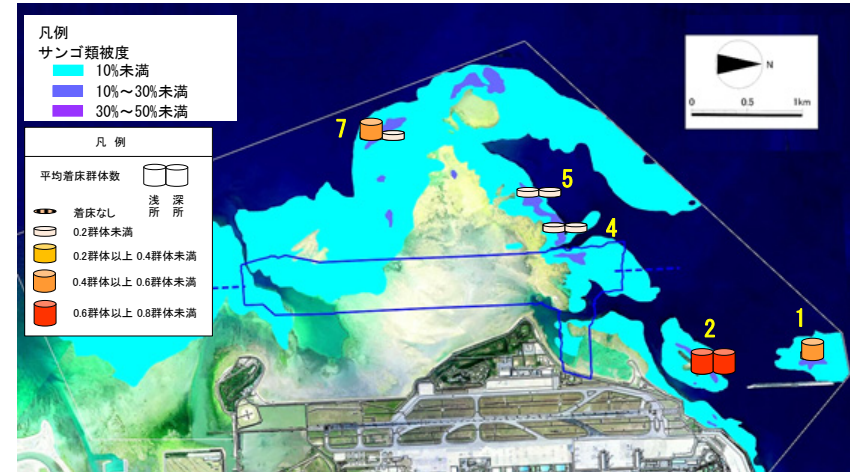 凡例
サンゴ類被度
10%未満
10%～30%未満
30%～50%未満
凡 例
平均着床群体数
浅所 深所
着床なし
0.2群体未満
0.2群体以上 0.4群体未満
0.4群体以上 0.6群体未満
0.6群体以上 0.8群体未満
N
0 0.5 1km
7
5
4
2
1